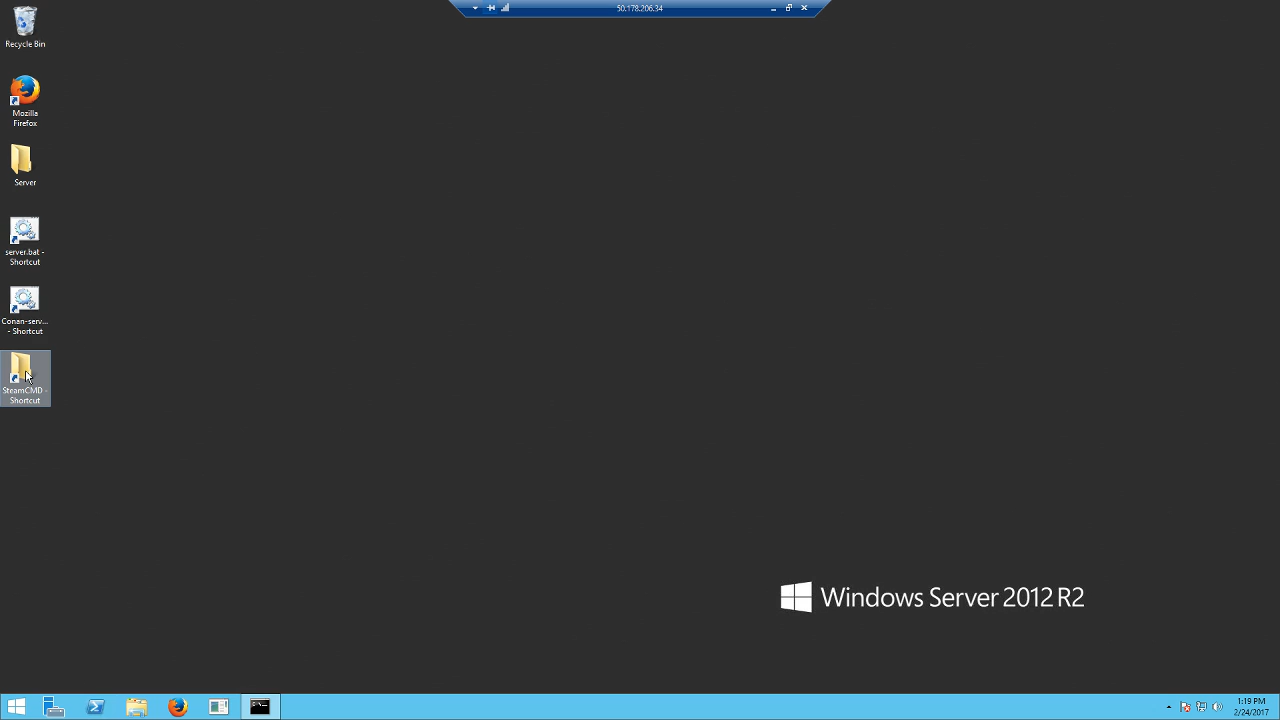 50.178.206.34
Recycle Bin
Mozilla
Firefox
Server
server.bat -
Shortcut
Conan-serv...
- Shortcut
SteamCMD -
Shortcut
Windows Server 2012 R2
1:19 PM
2/24/2017